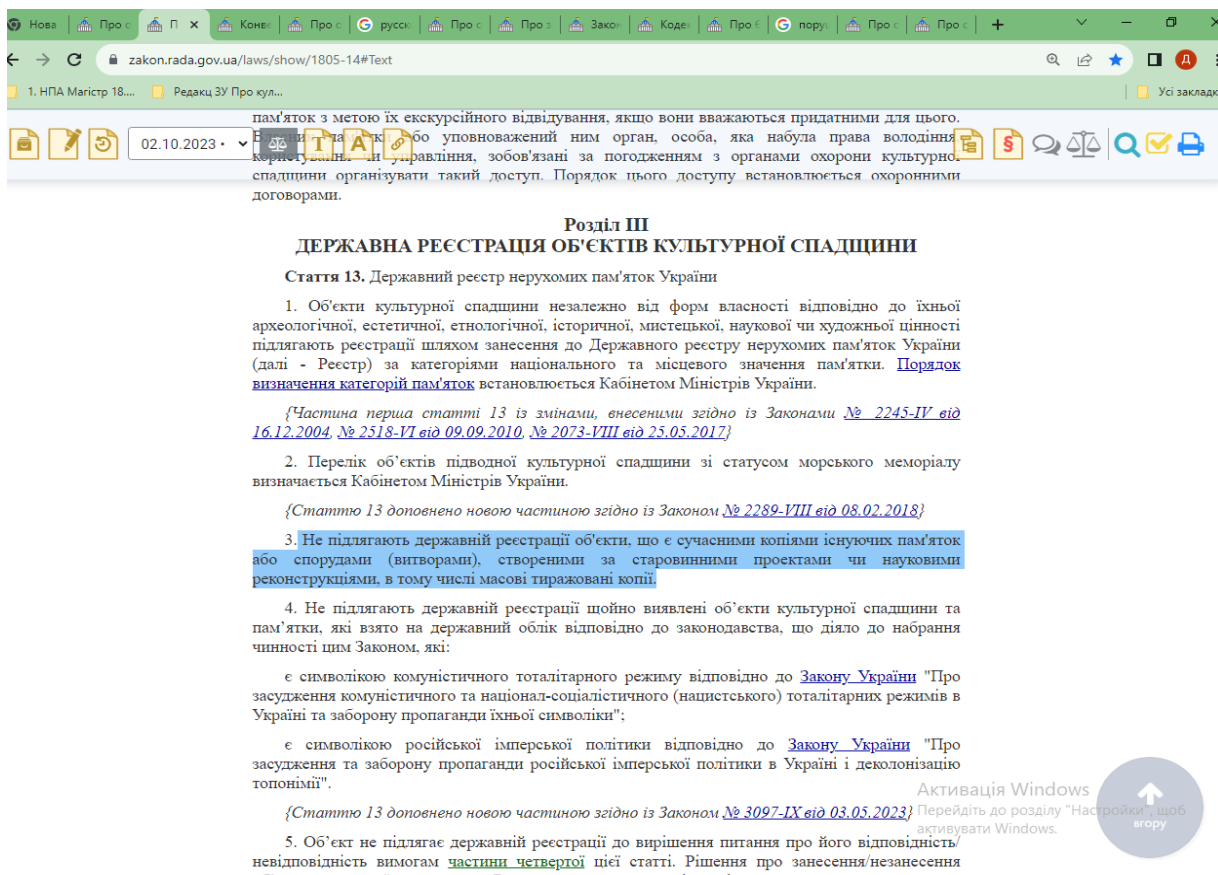 Нова
Про с
П
Конве
Про с
русск
Про с
Про з
Закон
Кодек
Про Є
поруш
Про с
Про с
zakon.rada.gov.ua/laws/show/1805-14#Text
Д
1. НПА Магістр 18....
Редакц ЗУ Про кул...
Усі закладк
02.10.2023 •
пам'яток з метою їх екскурсійного відвідування, якщо вони вважаються придатними для цього.
або уповноважений ним орган, особа, яка набула права володіння,
користування чи управління, зобов'язані за погодженням з органами охорони культурної
спадщини організувати такий доступ. Порядок цього доступу встановлюється охоронними
договорами.
Розділ III
ДЕРЖАВНА РЕЄСТРАЦІЯ ОБ'ЄКТІВ КУЛЬТУРНОЇ СПАДЩИНИ
Стаття 13. Державний реєстр нерухомих пам'яток України
1. Об'єкти культурної спадщини незалежно від форм власності відповідно до їхньої
археологічної, естетичної, етнологічної, історичної, мистецької, наукової чи художньої цінності
підлягають реєстрації шляхом занесення до Державного реєстру нерухомих пам'яток України
(далі - Реєстр) за категоріями національного та місцевого значення пам'ятки. Порядок
визначення категорій пам'яток встановлюється Кабінетом Міністрів України.
{Частина перша статті 13 із змінами, внесеними згідно із Законами № 2245-IV від
16.12.2004, № 2518-VI від 09.09.2010, № 2073-VIII від 25.05.2017}
2. Перелік об’єктів підводної культурної спадщини зі статусом морського меморіалу
визначається Кабінетом Міністрів України.
{Статтю 13 доповнено новою частиною згідно із Законом № 2289-VIII від 08.02.2018}
3. Не підлягають державній реєстрації об'єкти, що є сучасними копіями існуючих пам'яток
або спорудами (витворами), створеними за старовинними проектами чи науковими
реконструкціями, в тому числі масові тиражовані копії.
4. Не підлягають державній реєстрації щойно виявлені об’єкти культурної спадщини та
пам’ятки, які взято на державний облік відповідно до законодавства, що діяло до набрання
чинності цим Законом, які:
є символікою комуністичного тоталітарного режиму відповідно до Закону України "Про
засудження комуністичного та націонал-соціалістичного (нацистського) тоталітарних режимів в
Україні та заборону пропаганди їхньої символіки";
є символікою російської імперської політики відповідно до Закону України "Про
засудження та заборону пропаганди російської імперської політики в Україні і деколонізацію
топонімії".
{Статтю 13 доповнено новою частиною згідно із Законом № 3097-IX від 03.05.2023}
5. Об’єкт не підлягає державній реєстрації до вирішення питання про його відповідність/
невідповідність вимогам частини четвертої цієї статті. Рішення про занесення/незанесення
Активація Windows
Перейдіть до розділу "Настройки", щоб
активувати Windows.
вгору